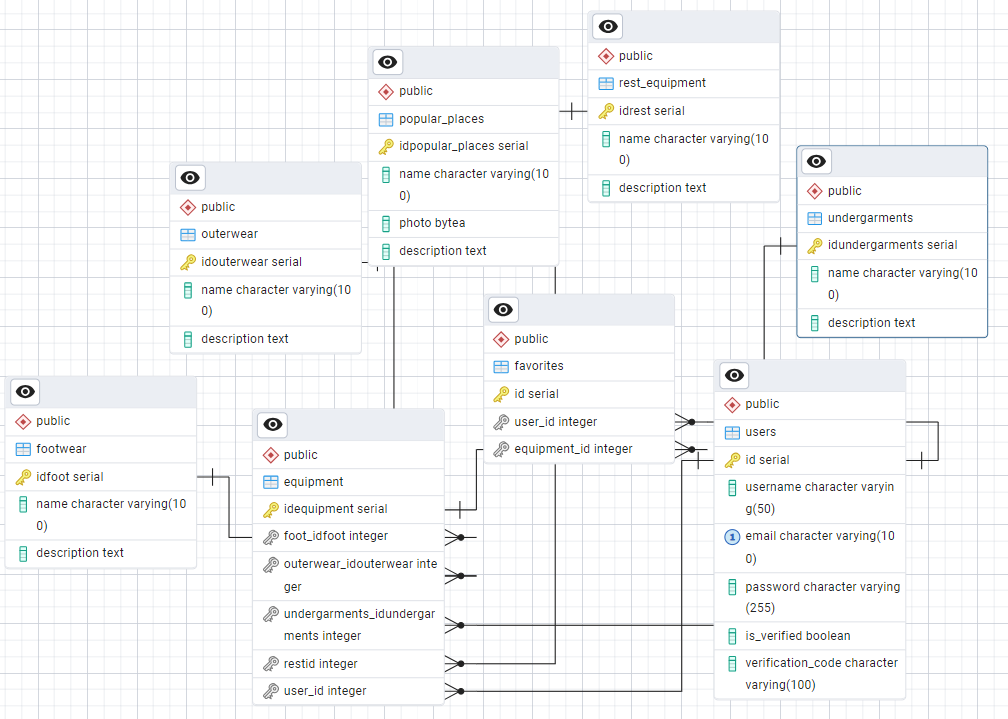 public
rest_equipment
idrest serial
name character varying(10
0)
description text
public
popular_places
idpopular_places serial
name character varying(10
0)
photo bytea
description text
public
undergarments
idundergarments serial
name character varying(10
0)
description text
public
outerwear
idouterwear serial
name character varying(10
0)
description text
public
favorites
id serial
user_id integer
equipment_id integer
public
users
id serial
username character varyin
g(50)
1
email character varying(10
0)
password character varying
(255)
is_verified boolean
verification_code character
varying(100)
public
footwear
idfoot serial
name character varying(10
0)
description text
public
equipment
idequipment serial
foot_idfoot integer
outerwear_idouterwear inte
ger
undergarments_idundergar
ments integer
restid integer
user_id integer